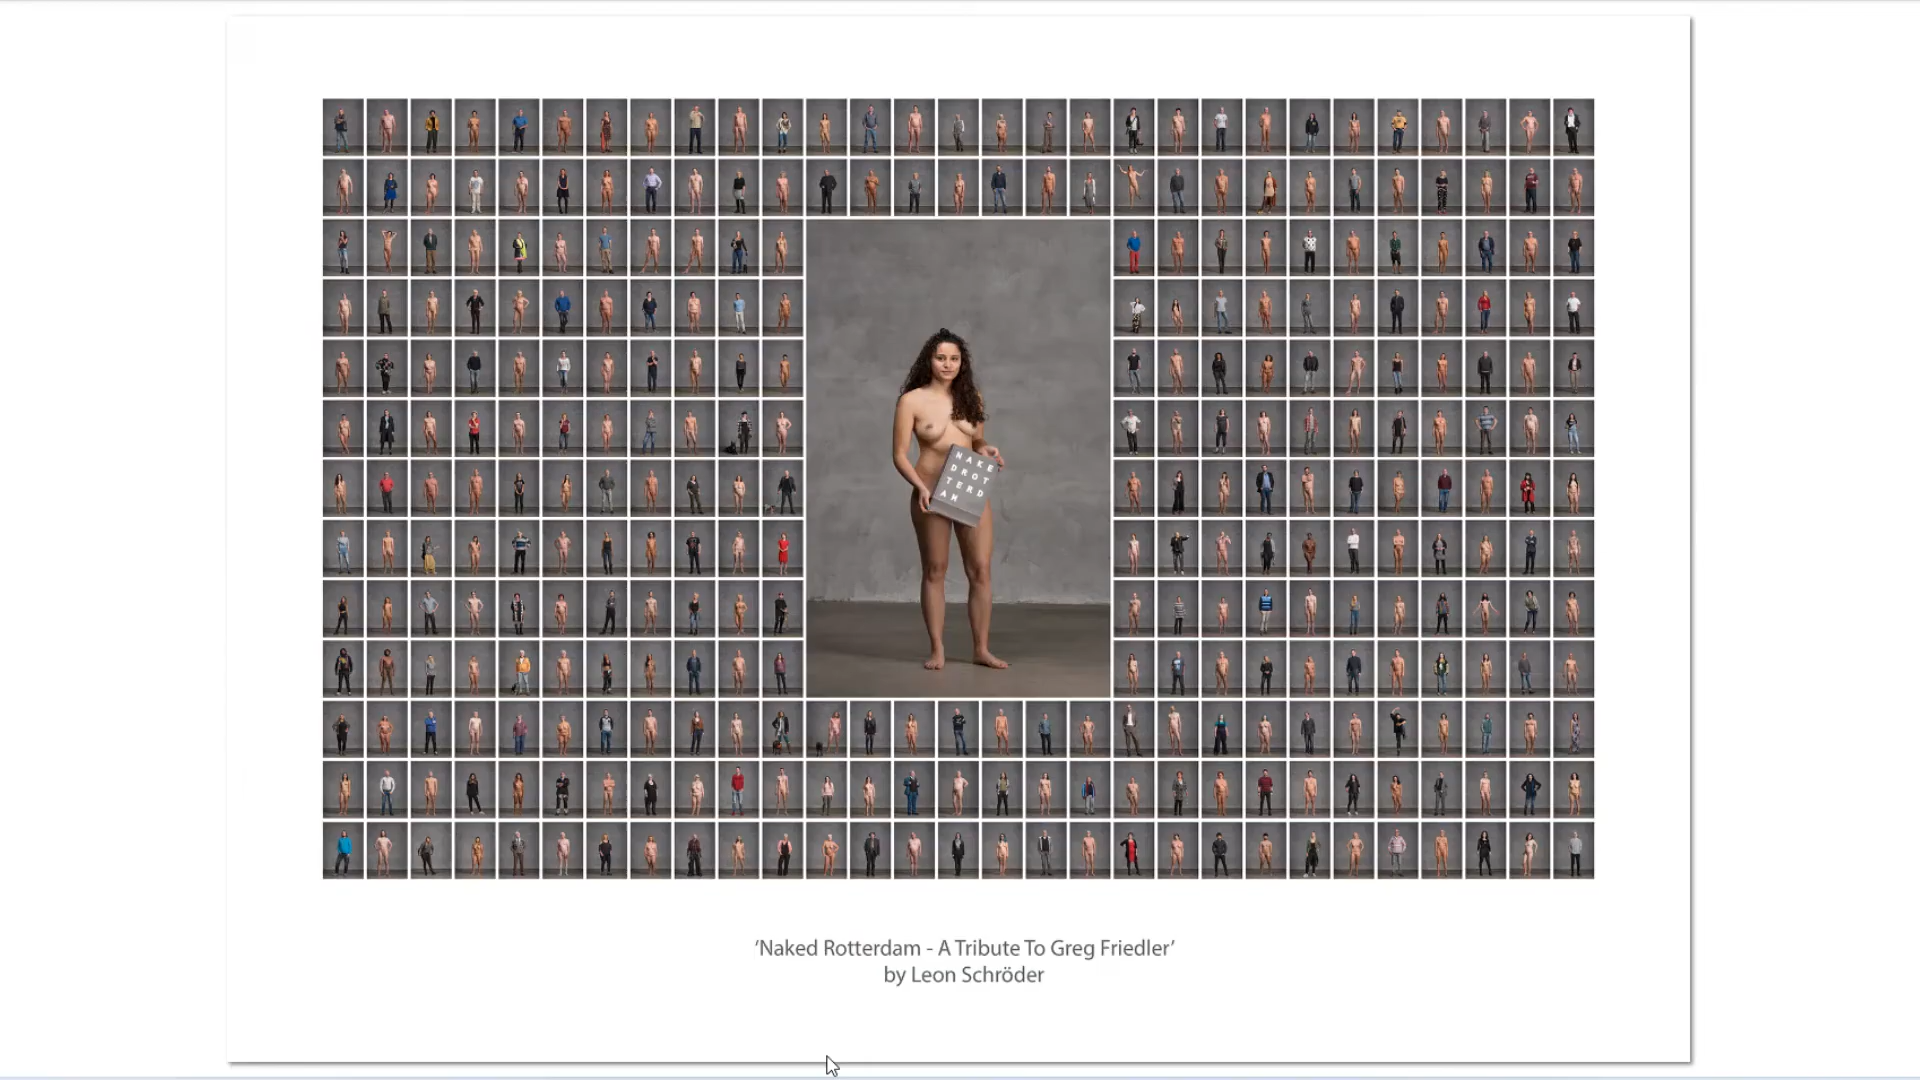 NAKE
DROT
TERD
AM
‘Naked Rotterdam - A Tribute To Greg Friedler’
by Leon Schröder